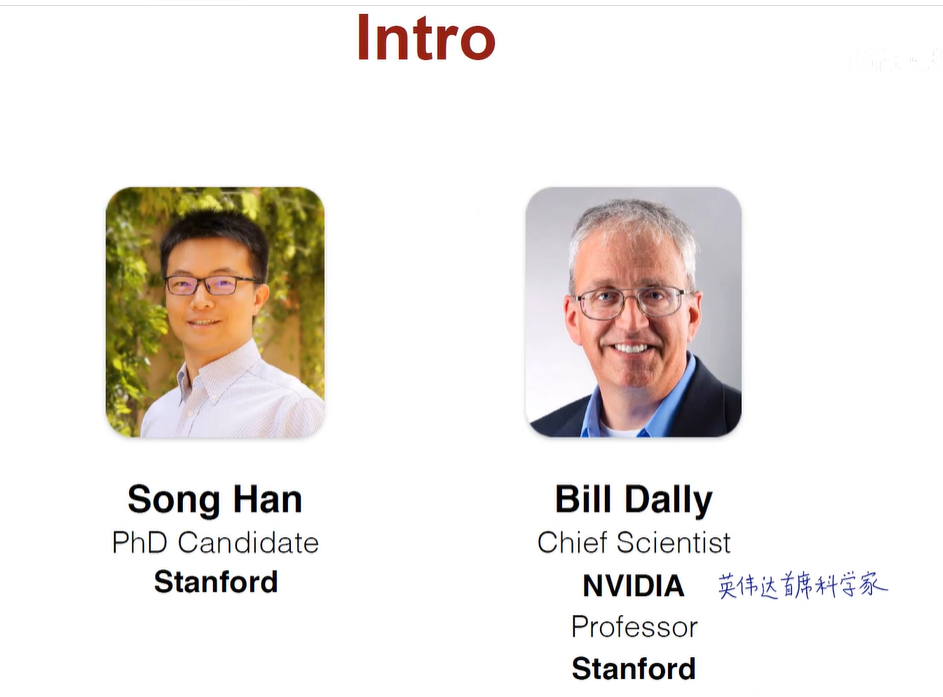 Intro
Song Han
PhD Candidate
Stanford
Bill Dally
Chief Scientist
NVIDIA 英伟达首席科学家
Professor
Stanford